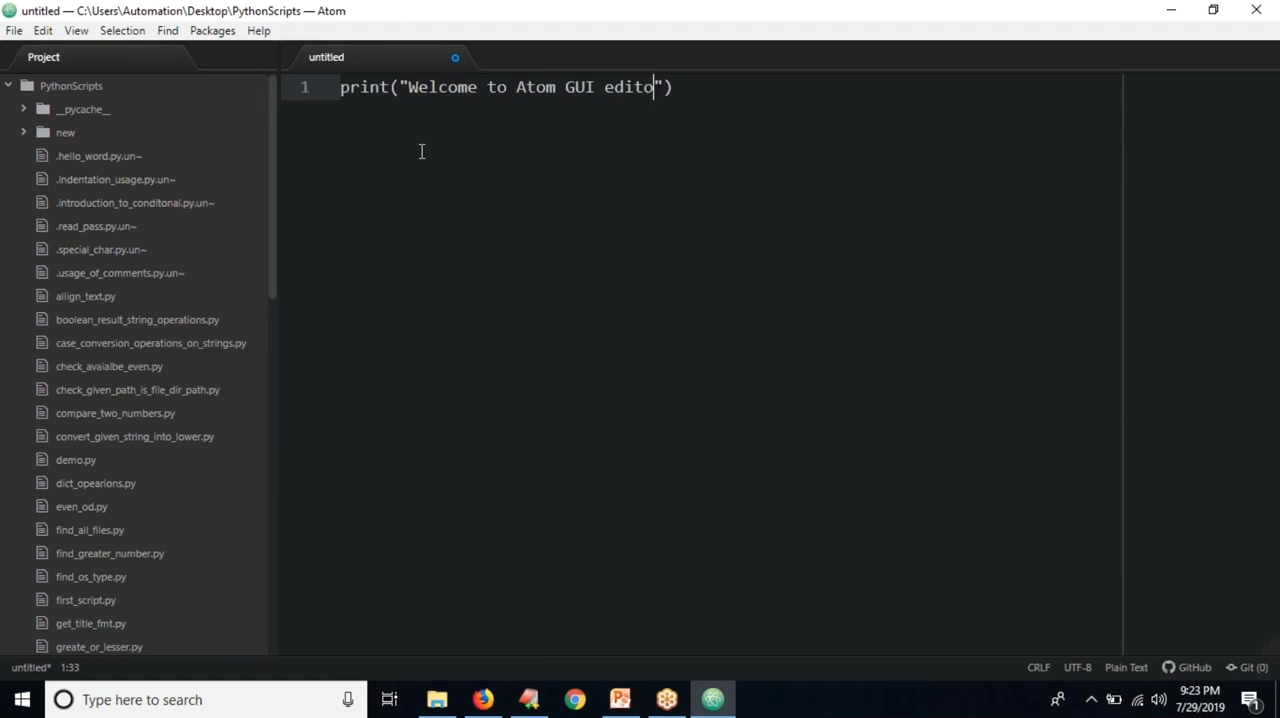 untitled — C:\Users\Automation\Desktop\PythonScripts — Atom
File Edit View Selection Find Packages Help
Project
untitled
PythonScripts
__pycache__
new
.hello_word.py.un~
.indentation_usage.py.un~
.introduction_to_conditonal.py.un~
.read_pass.py.un~
.special_char.py.un~
.usage_of_comments.py.un~
allign_text.py
boolean_result_string_operations.py
case_conversion_operations_on_strings.py
check_avaialbe_even.py
check_given_path_is_file_dir_path.py
compare_two_numbers.py
convert_given_string_into_lower.py
demo.py
dict_opearions.py
even_od.py
find_all_files.py
find_greater_number.py
find_os_type.py
first_script.py
get_title_fmt.py
greate_or_lesser.py
1 print("Welcome to Atom GUI edito")
untitled* 1:33 CRLF UTF-8 Plain Text GitHub Git (0)
Type here to search
9:23 PM
7/29/2019
1